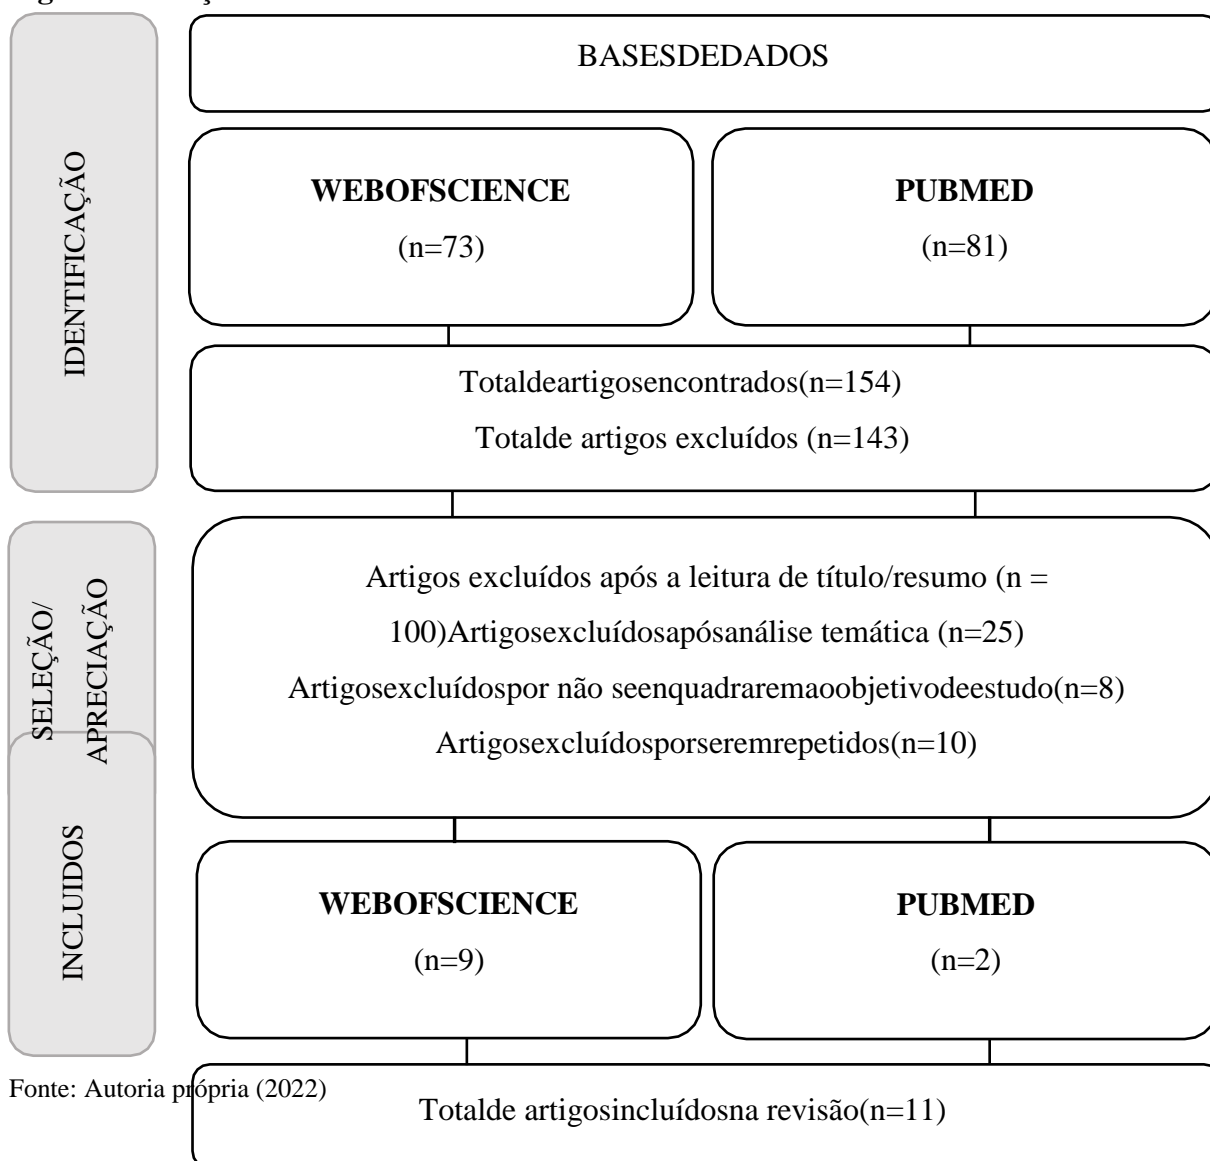 BASESDEDADOS
IDENTIFICAÇÃO
WEBOFSCIENCE
(n=73)
PUBMED
(n=81)
Totaldeartigosencontrados(n=154)
Totalde artigos excluídos (n=143)
SELEÇÃO/
APRECIAÇÃO
Artigos excluídos após a leitura de título/resumo (n =
100)Artigosexcluídosapósanálise temática (n=25)
Artigosexcluídospor não seenquadraremaoobjetivodeestudo(n=8)
Artigosexcluídosporseremrepetidos(n=10)
INCLUIDOS
WEBOFSCIENCE
(n=9)
PUBMED
(n=2)
Fonte: Autoria própria (2022)
Totalde artigosincluídosna revisão(n=11)